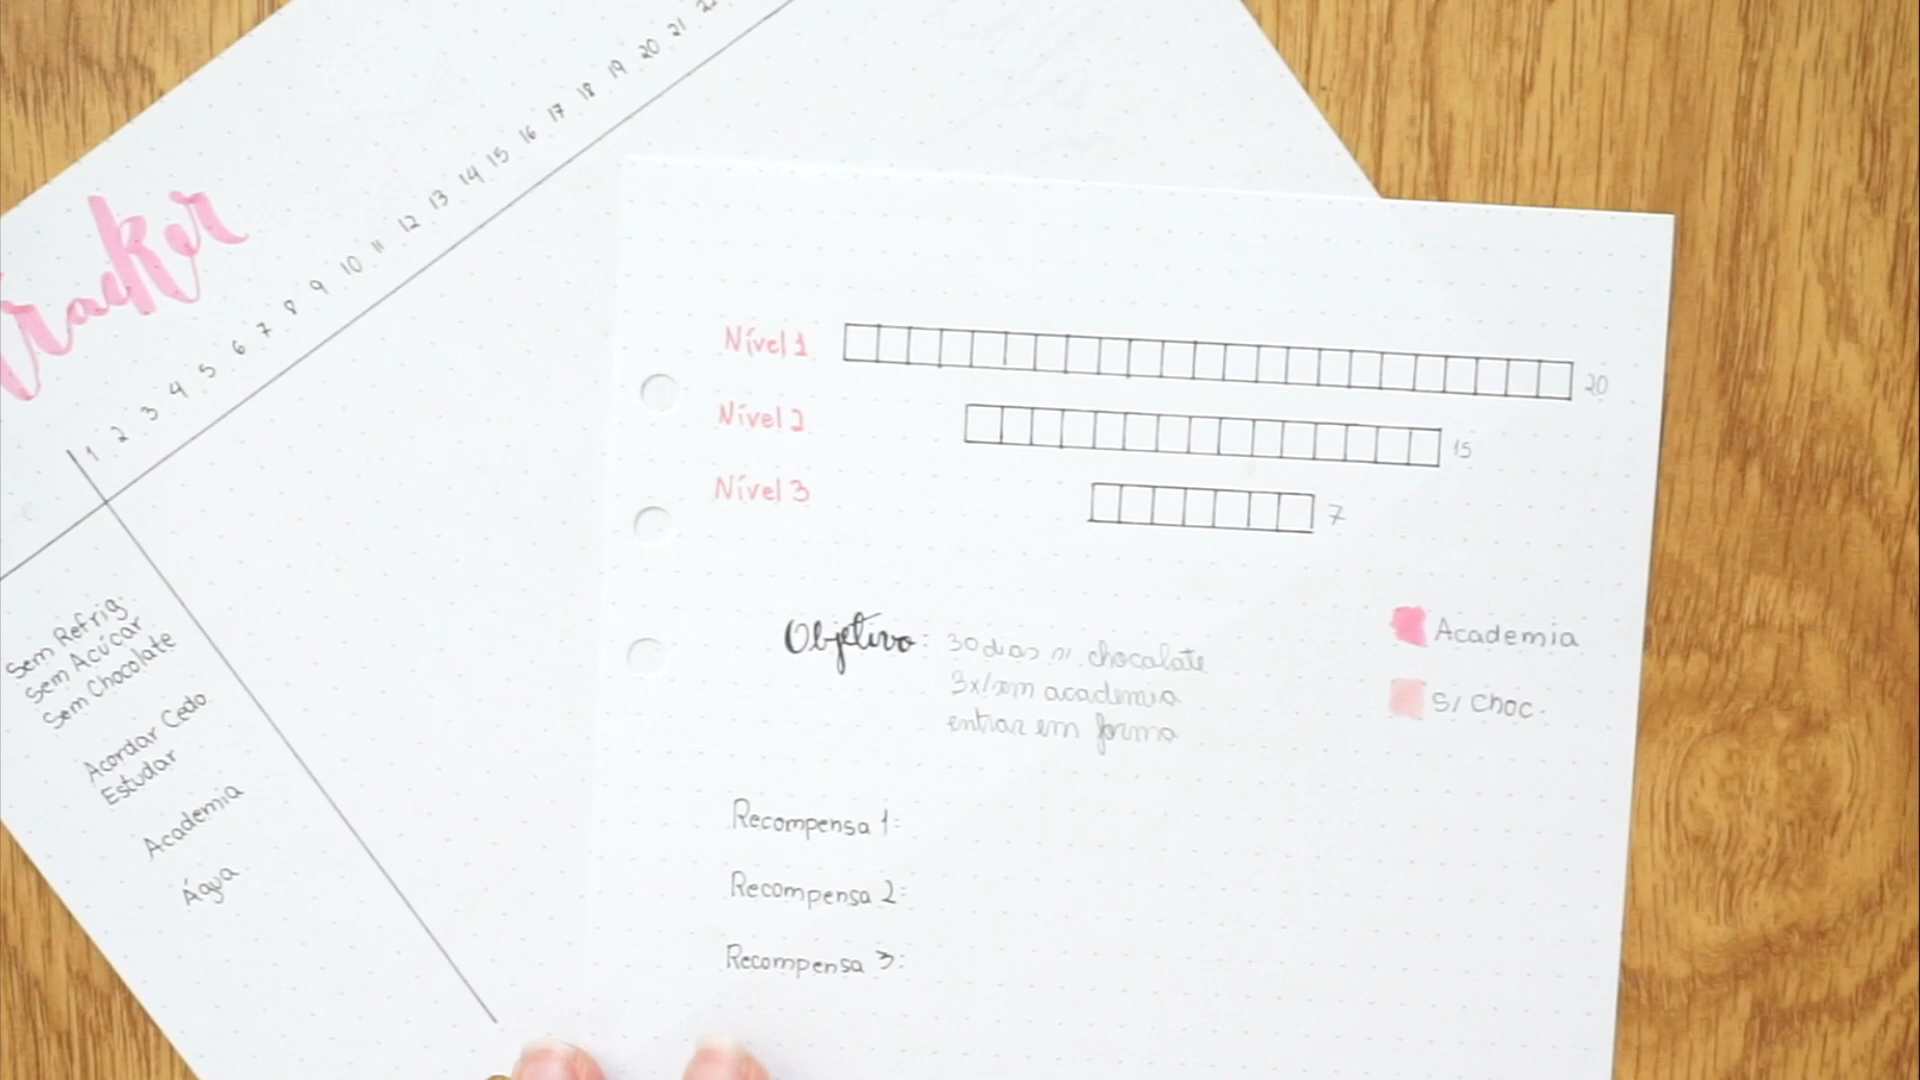 tracker
1 2 3 4 5 6 7 8 9 10 11 12 13 14 15 16 17 18 19 20 21
Sem Refrig.
Sem Acúcar
Sem Chocolate
Acordar Cedo
Estudar
Academia
Água
Nível 1 20
Nível 2 15
Nível 3 7
Objetivo: 30 dias s/ chocolate
3x/sem academia
entrar em forma
Academia
S/ Choc.
Recompensa 1:
Recompensa 2:
Recompensa 3: